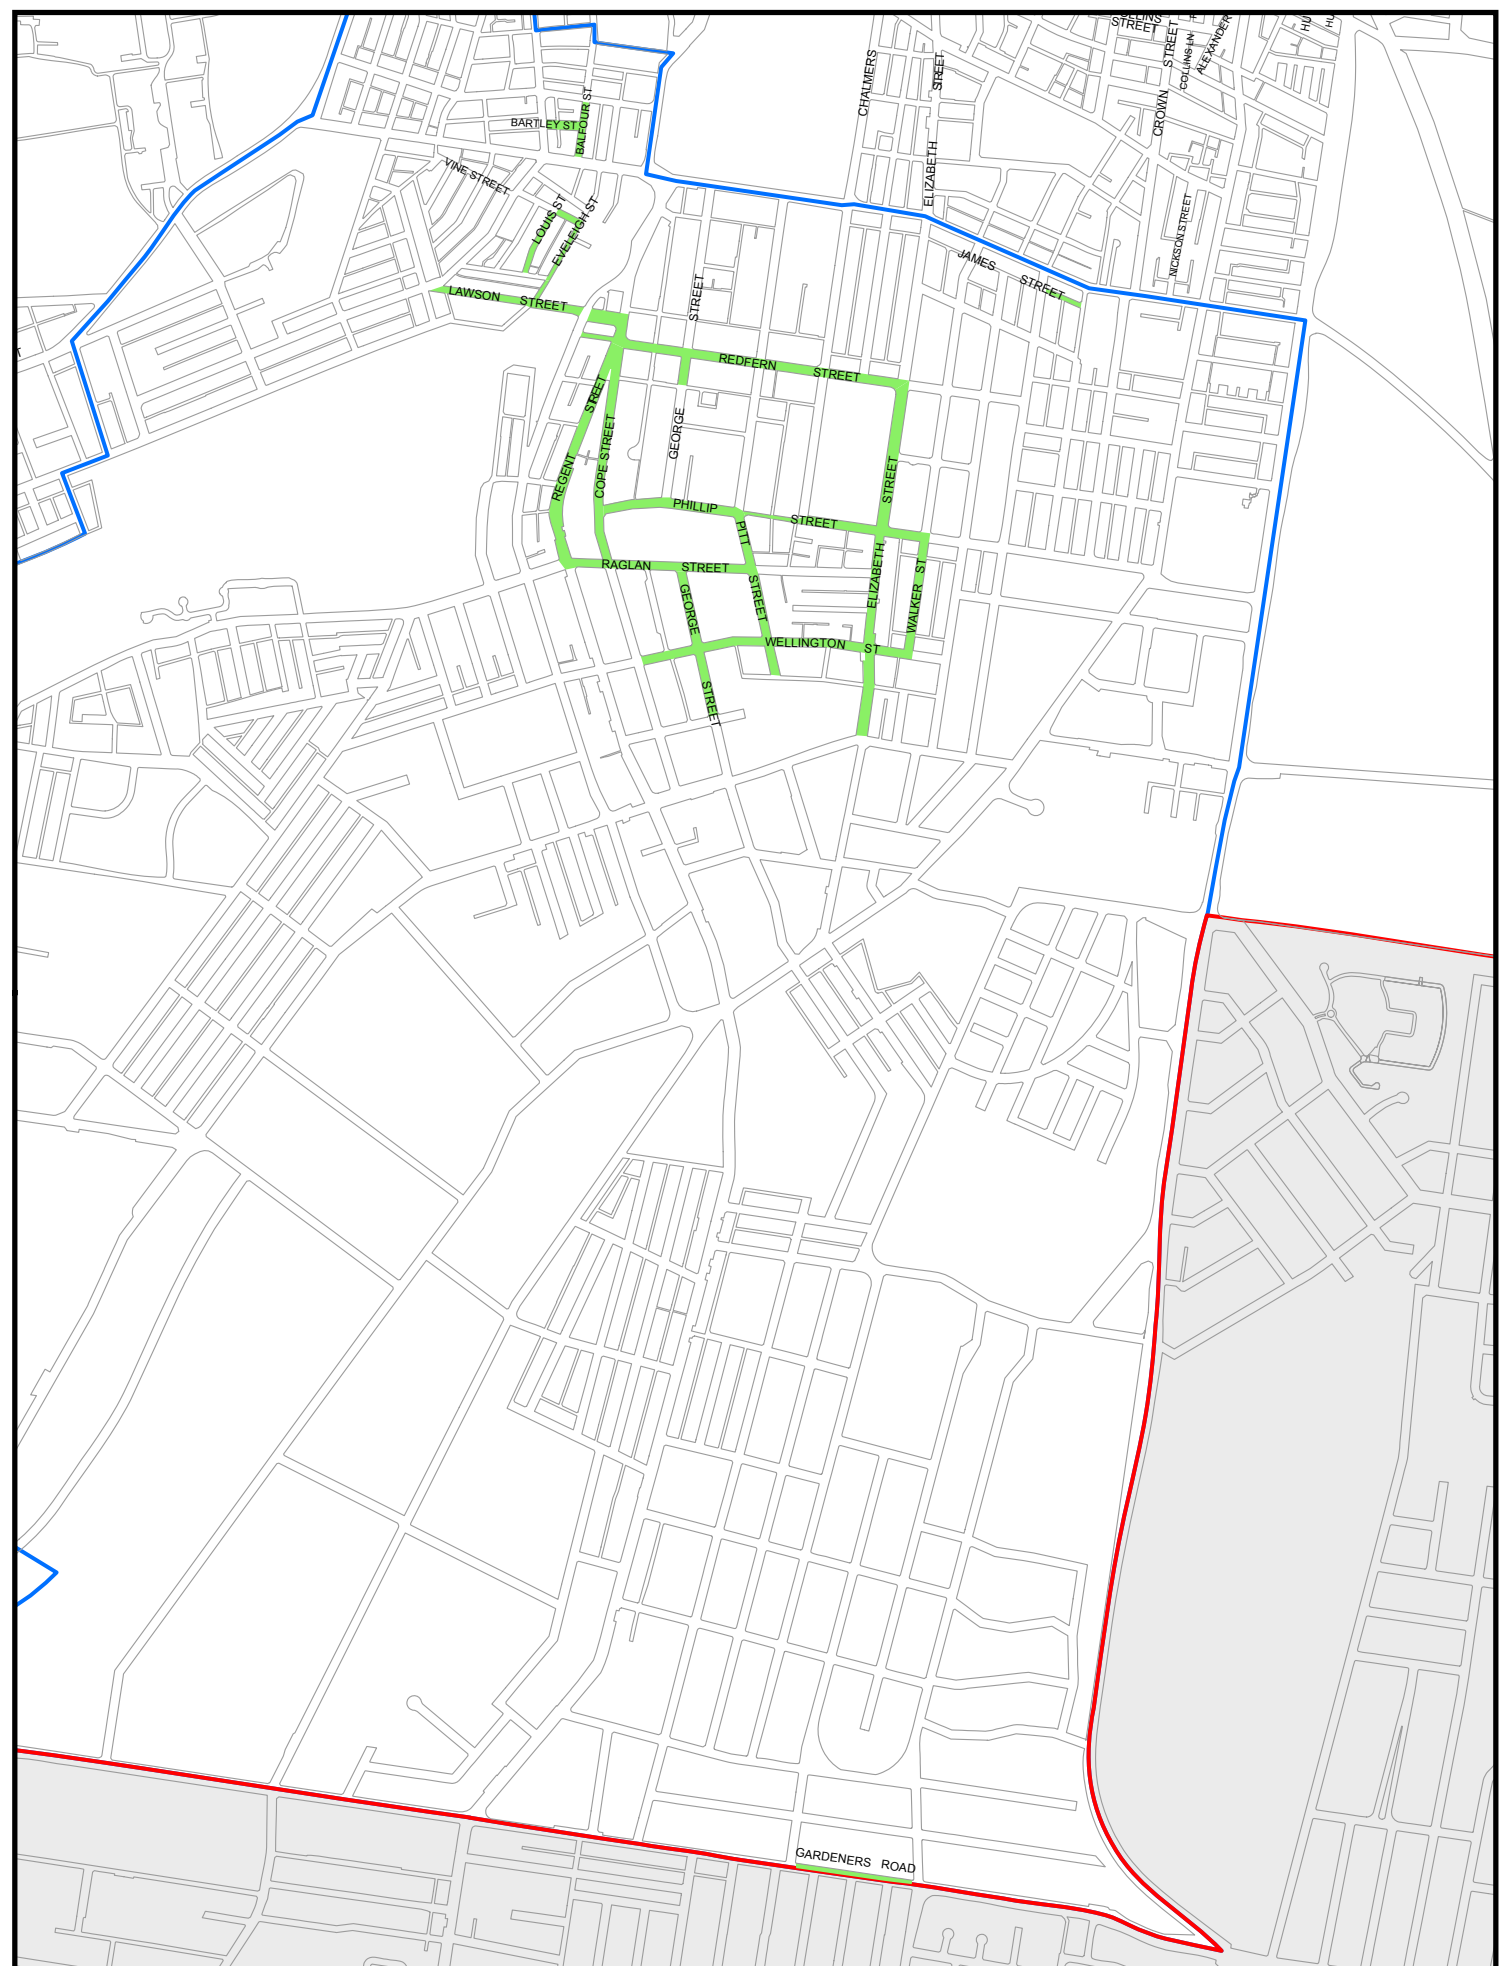 STREET
STREET
COLLINS LN
ALEXANDER
HU
HU
CHALMERS
STREET
CROWN
BALFOUR ST
BARTLEY ST
VINE STREET
ELIZABETH
LOUIS ST
EVELEIGH ST
NICKSON STREET
JAMES STREET
LAWSON STREET
STREET
REDFERN STREET
STREET
REGENT
COPE STREET
GEORGE
STREET
PHILLIP STREET
PITT
STREET
RAGLAN STREET
GEORGE
STREET
ELIZABETH
WALKER ST
WELLINGTON ST
GARDENERS ROAD